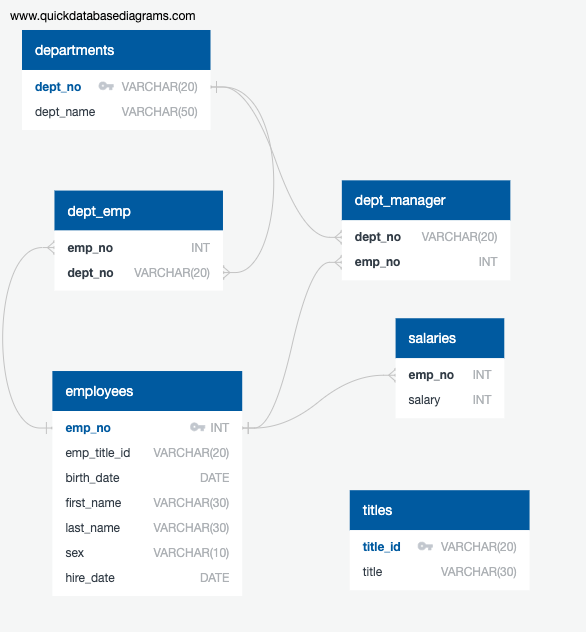 www.quickdatabasediagrams.com
departments
dept_no VARCHAR(20)
dept_name VARCHAR(50)
dept_emp
emp_no INT
dept_no VARCHAR(20)
dept_manager
dept_no VARCHAR(20)
emp_no INT
salaries
emp_no INT
salary INT
employees
emp_no INT
emp_title_id VARCHAR(20)
birth_date DATE
first_name VARCHAR(30)
last_name VARCHAR(30)
sex VARCHAR(10)
hire_date DATE
titles
title_id VARCHAR(20)
title VARCHAR(30)